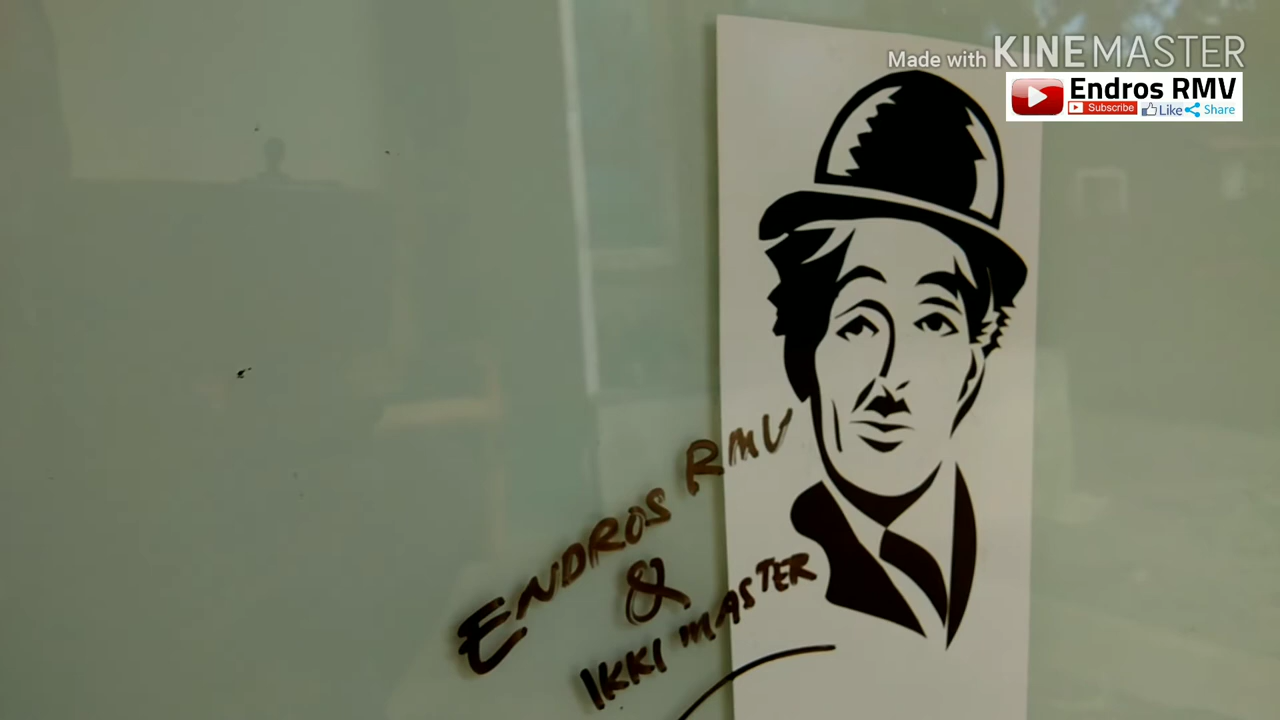 Made with KINEMASTER
Endros RMV
Subscribe Like Share
ENDROS RMV
&
IKKI MASTER